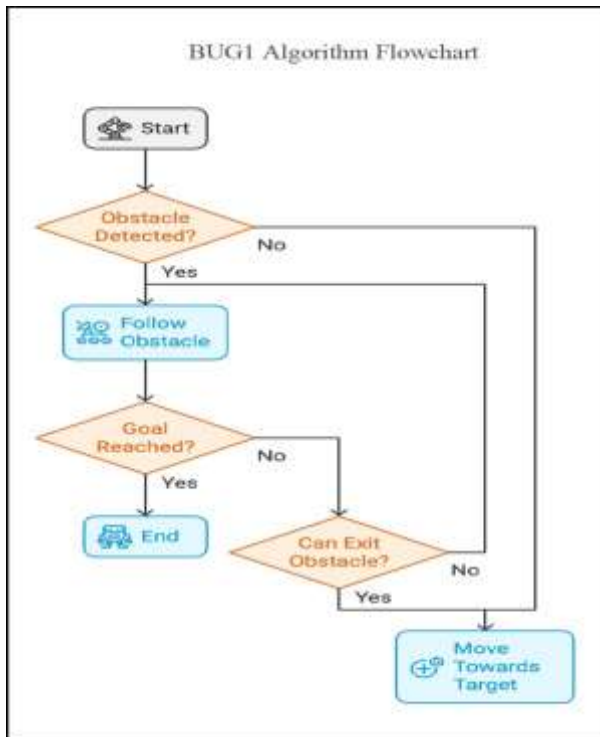 BUG1 Algorithm Flowchart
Start
Obstacle
Detected?
No
Yes
Follow
Obstacle
Goal
Reached?
No
Yes
End
Can Exit
Obstacle?
No
Yes
Move
Towards
Target